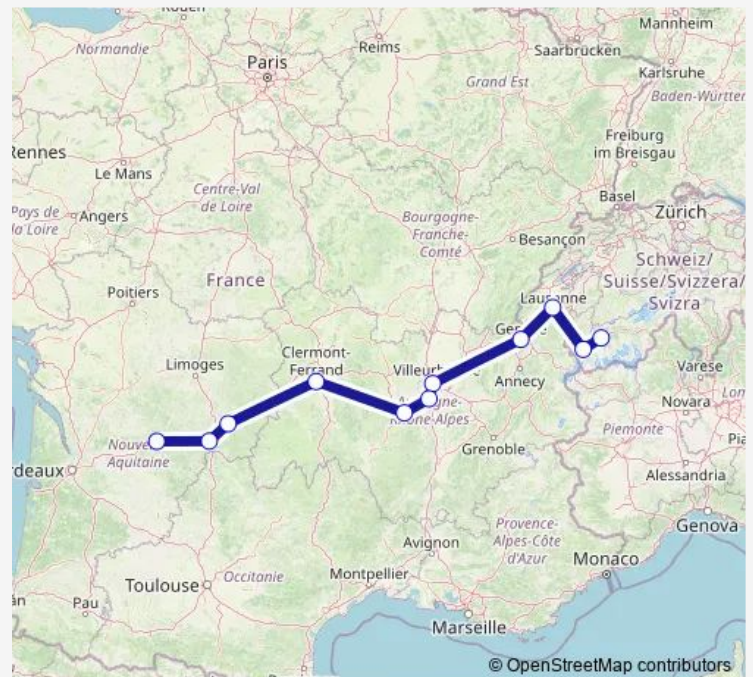 Mannheim
Normandie
Reims
Saarbrücken
Paris
Karlsruhe
Grand Est
Baden-Württer
Freiburg
im Breisgau
Rennes
Le Mans
Centre-Val
de Loire
Basel
Zürich
Pays de
la Loire
Angers
Bourgogne-
Franche-
Comté
Besançon
Schweiz/
Suisse/Svizzera/
Svizra
France
Poitiers
Clermont-
Ferrand
Limoges
Annecy
Varese
Novara
Grenoble
Piemonte
Nouve
Aquitaine
Alessandria
Provence-
Alpes-Côte
d'Azur
Genova
Avignon
Monaco
Toulouse
Occitanie
Montpellier
Pau
Marseille
© OpenStreetMap contributors